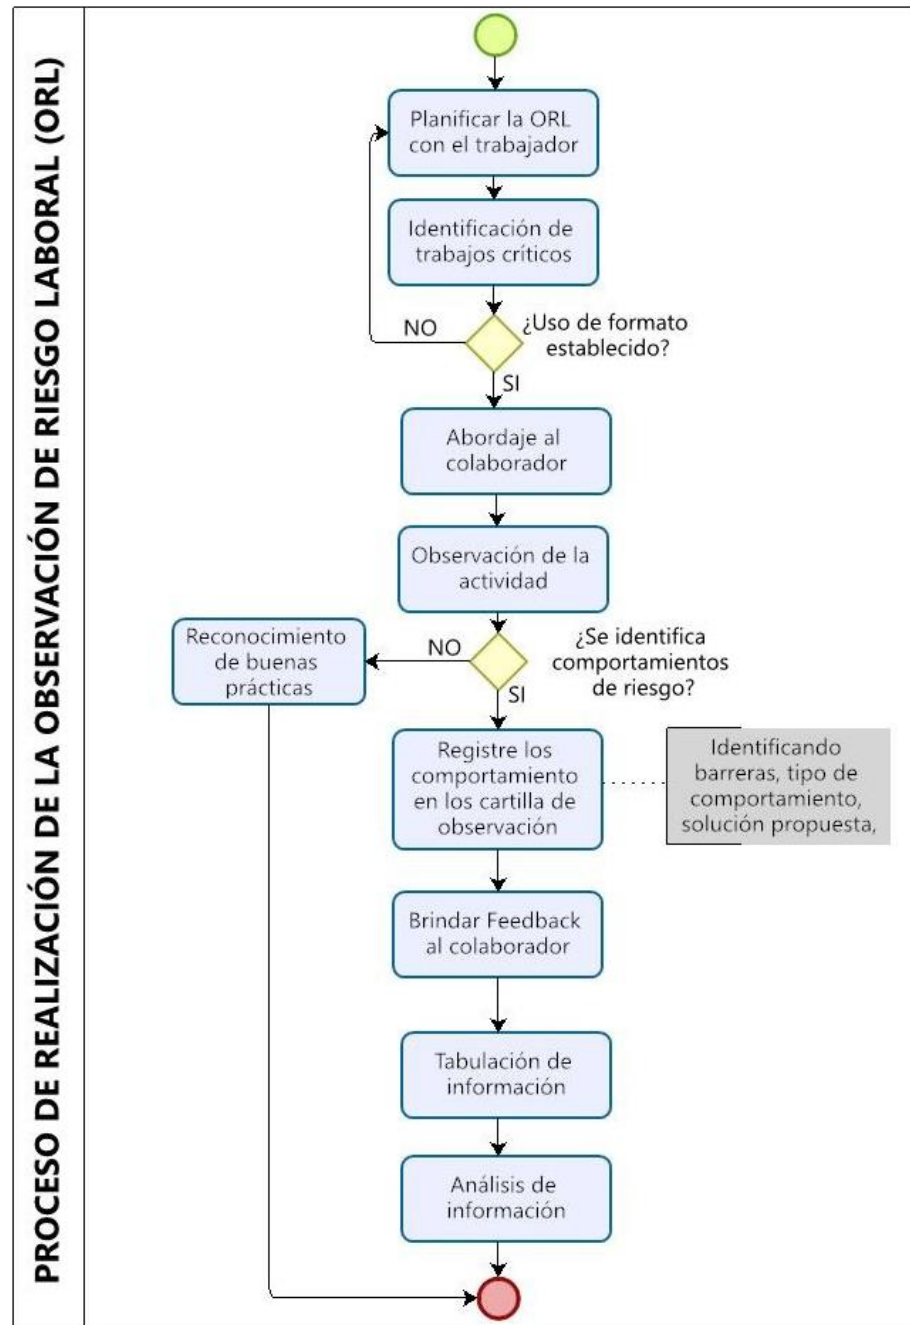 PROCESO DE REALIZACIÓN DE LA OBSERVACIÓN DE RIESGO LABORAL (ORL)
Planificar la ORL
con el trabajador
Identificación de
trabajos críticos
NO
¿Uso de formato
establecido?
SI
Abordaje al
colaborador
Observación de la
actividad
Reconocimiento
de buenas
prácticas
NO
¿Se identifica
comportamientos
de riesgo?
SI
Registre los
comportamiento
en los cartilla de
observación
Identificando
barreras, tipo de
comportamiento,
solución propuesta,
Brindar Feedback
al colaborador
Tabulación de
información
Análisis de
información